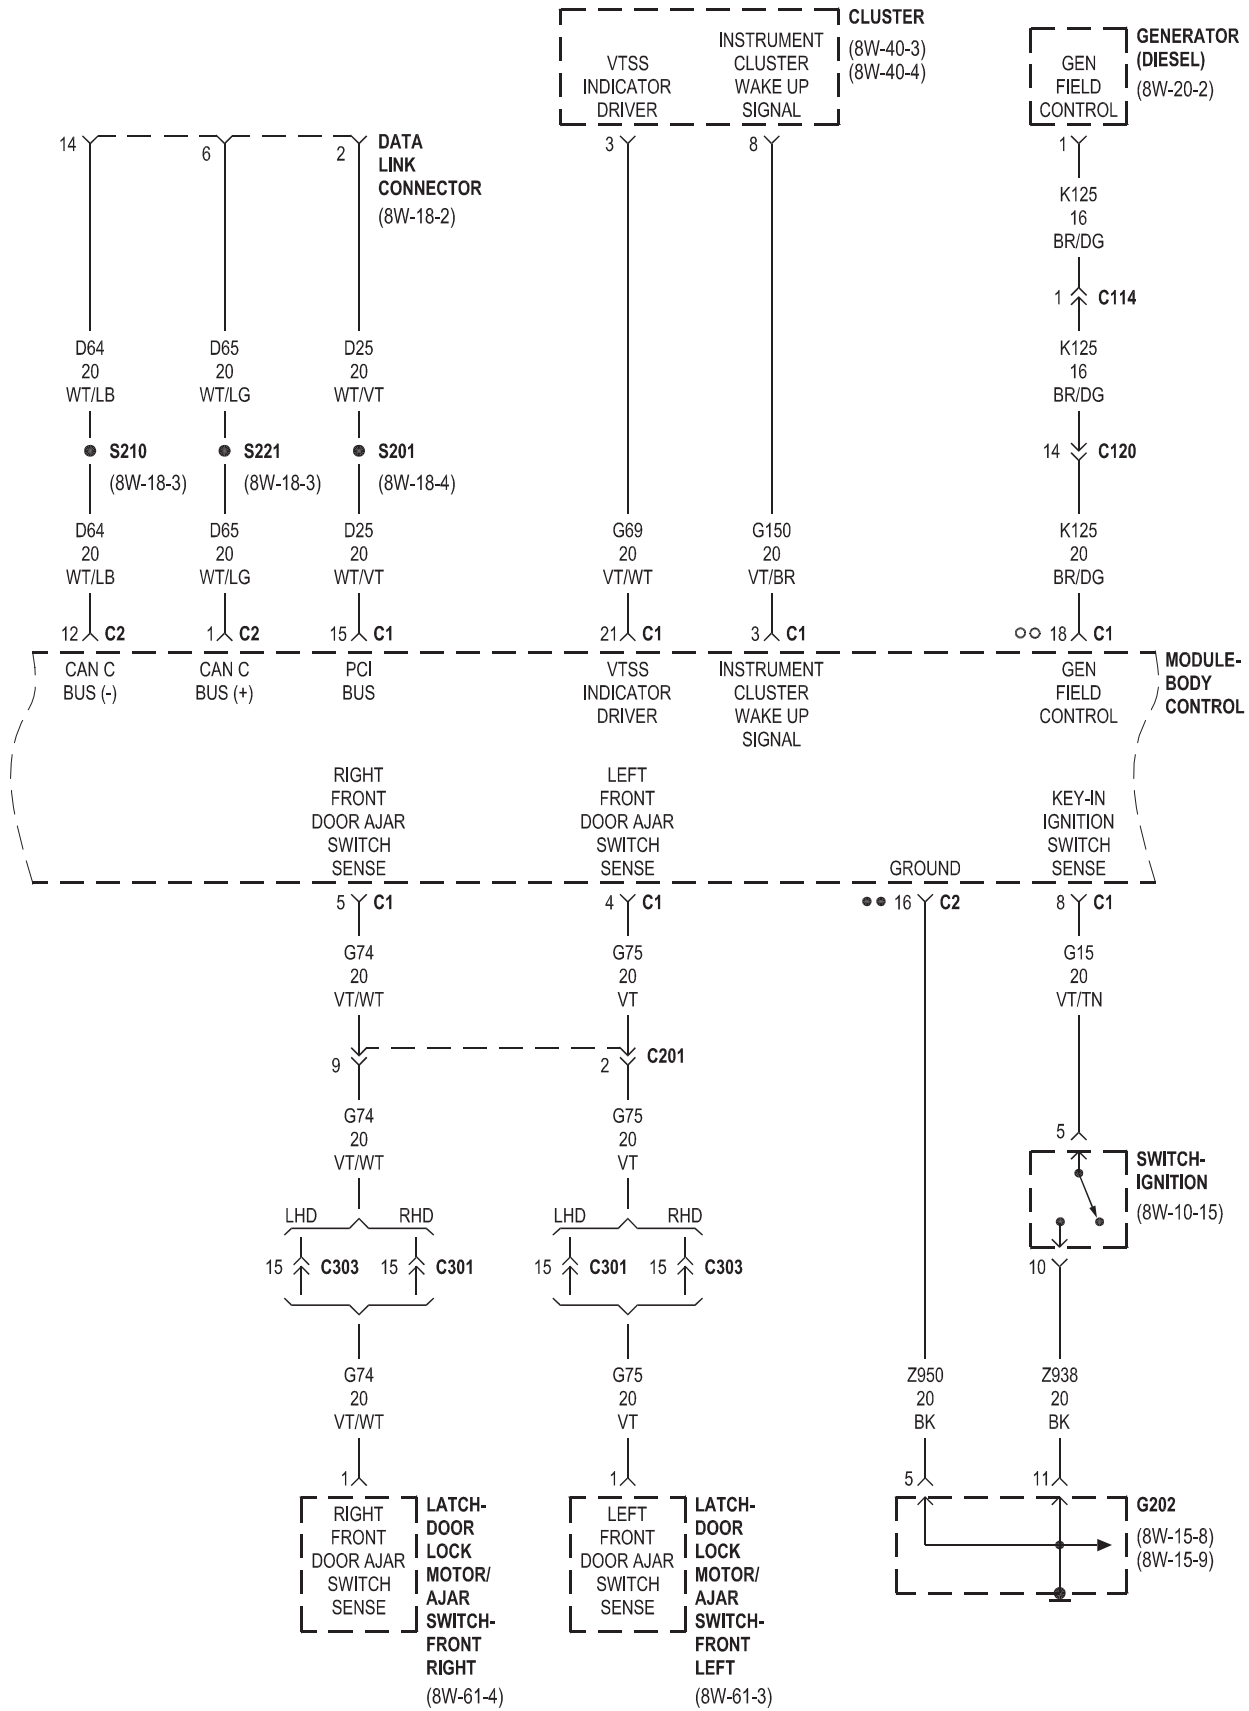 CLUSTER
(8W-40-3)
(8W-40-4)
VTSS
INDICATOR
DRIVER
INSTRUMENT
CLUSTER
WAKE UP
SIGNAL
GENERATOR
(DIESEL)
(8W-20-2)
GEN
FIELD
CONTROL
14
6
2
DATA
LINK
CONNECTOR
(8W-18-2)
3
8
1
K125
16
BR/DG
1
C114
D64
20
WT/LB
D65
20
WT/LG
D25
20
WT/VT
K125
16
BR/DG
S210
(8W-18-3)
S221
(8W-18-3)
S201
(8W-18-4)
14
C120
D64
20
WT/LB
D65
20
WT/LG
D25
20
WT/VT
G69
20
VT/WT
G150
20
VT/BR
K125
20
BR/DG
12 C2
1 C2
15 C1
21 C1
3 C1
18 C1
CAN C
BUS (-)
CAN C
BUS (+)
PCI
BUS
VTSS
INDICATOR
DRIVER
INSTRUMENT
CLUSTER
WAKE UP
SIGNAL
GEN
FIELD
CONTROL
MODULE-
BODY
CONTROL
RIGHT
FRONT
DOOR AJAR
SWITCH
SENSE
LEFT
FRONT
DOOR AJAR
SWITCH
SENSE
GROUND
KEY-IN
IGNITION
SWITCH
SENSE
5 C1
4 C1
16 C2
8 C1
G74
20
VT/WT
G75
20
VT
G15
20
VT/TN
9
2
C201
G74
20
VT/WT
G75
20
VT
5
SWITCH-
IGNITION
(8W-10-15)
10
LHD
RHD
LHD
RHD
15 C303
15 C301
15 C301
15 C303
G74
20
VT/WT
G75
20
VT
Z950
20
BK
Z938
20
BK
1
1
5
11
RIGHT
FRONT
DOOR AJAR
SWITCH
SENSE
LATCH-
DOOR
LOCK
MOTOR/
AJAR
SWITCH-
FRONT
RIGHT
(8W-61-4)
LEFT
FRONT
DOOR AJAR
SWITCH
SENSE
LATCH-
DOOR
LOCK
MOTOR/
AJAR
SWITCH-
FRONT
LEFT
(8W-61-3)
G202
(8W-15-8)
(8W-15-9)